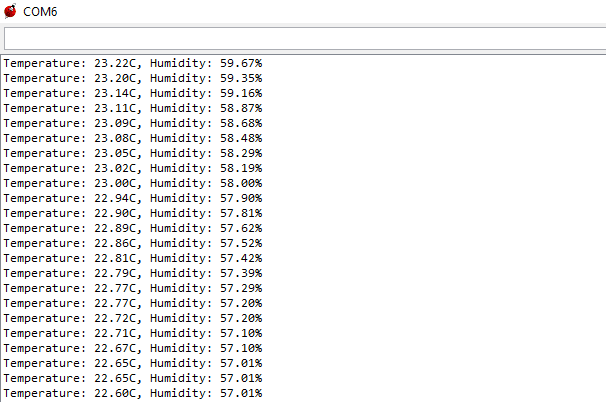 COM6
Temperature: 23.22C, Humidity: 59.67%
Temperature: 23.20C, Humidity: 59.35%
Temperature: 23.14C, Humidity: 59.16%
Temperature: 23.11C, Humidity: 58.87%
Temperature: 23.09C, Humidity: 58.68%
Temperature: 23.08C, Humidity: 58.48%
Temperature: 23.05C, Humidity: 58.29%
Temperature: 23.02C, Humidity: 58.19%
Temperature: 23.00C, Humidity: 58.00%
Temperature: 22.94C, Humidity: 57.90%
Temperature: 22.90C, Humidity: 57.81%
Temperature: 22.89C, Humidity: 57.62%
Temperature: 22.86C, Humidity: 57.52%
Temperature: 22.81C, Humidity: 57.42%
Temperature: 22.79C, Humidity: 57.39%
Temperature: 22.77C, Humidity: 57.29%
Temperature: 22.77C, Humidity: 57.20%
Temperature: 22.72C, Humidity: 57.20%
Temperature: 22.71C, Humidity: 57.10%
Temperature: 22.67C, Humidity: 57.10%
Temperature: 22.65C, Humidity: 57.01%
Temperature: 22.65C, Humidity: 57.01%
Temperature: 22.60C, Humidity: 57.01%